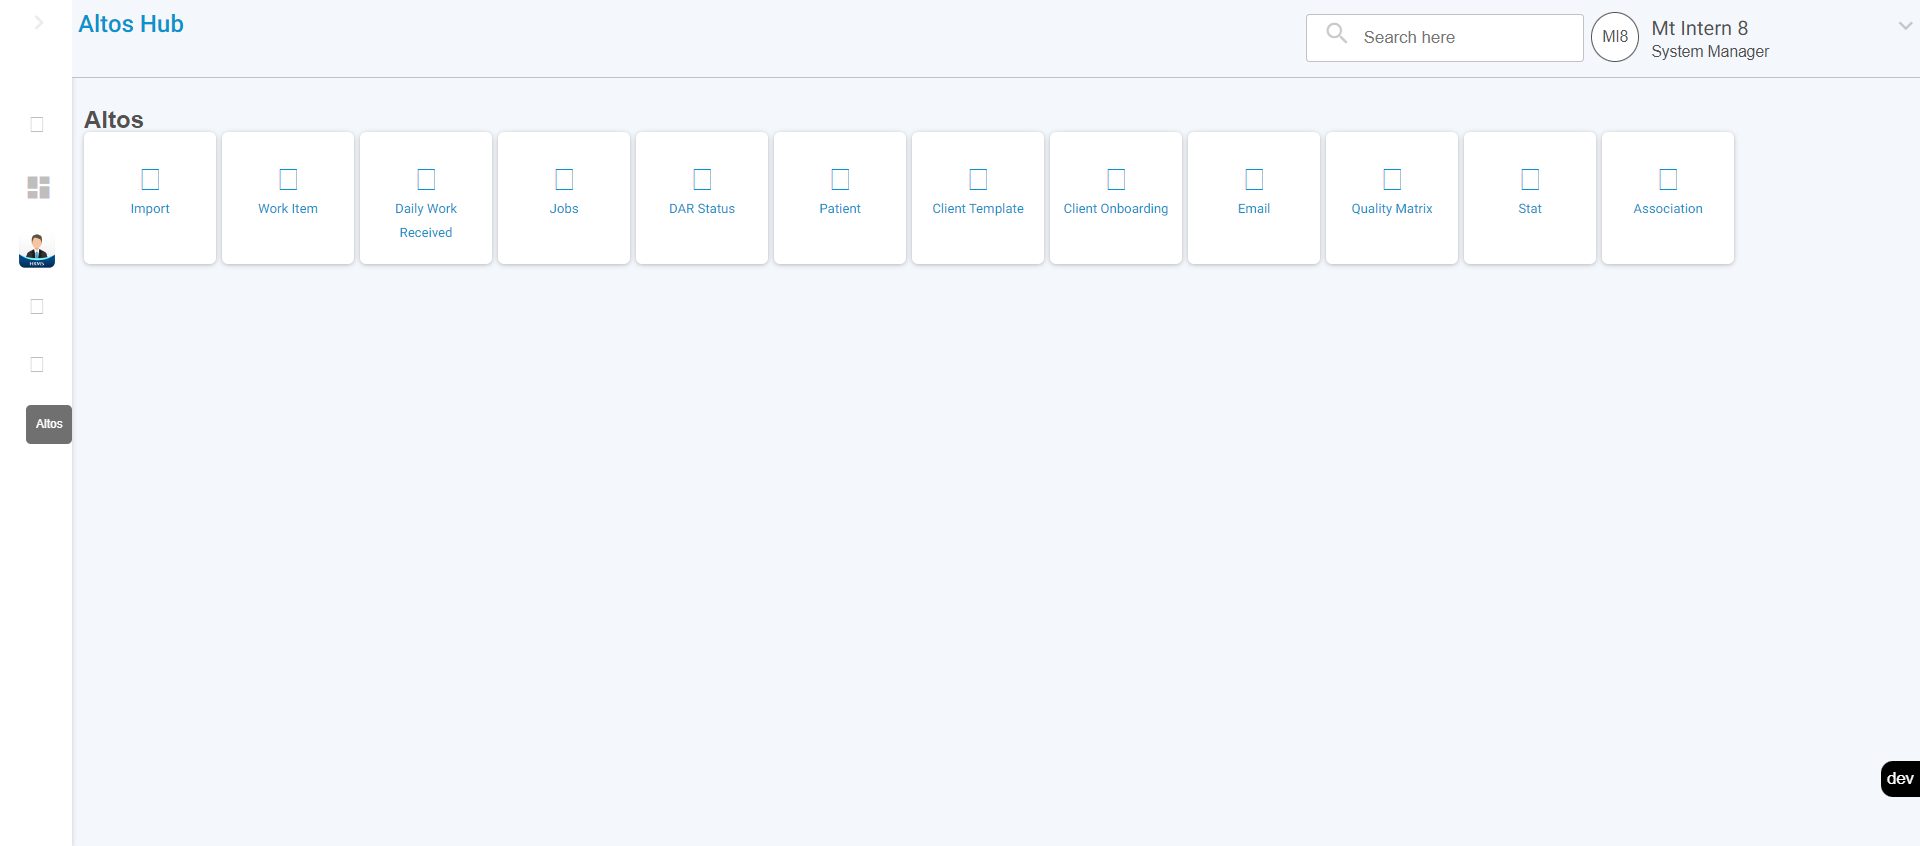 Altos Hub
Search here
MI8
Mt Intern 8
System Manager
Altos
Import
Work Item
Daily Work
Received
Jobs
DAR Status
Patient
Client Template
Client Onboarding
Email
Quality Matrix
Stat
Association
HRMS
Altos
dev